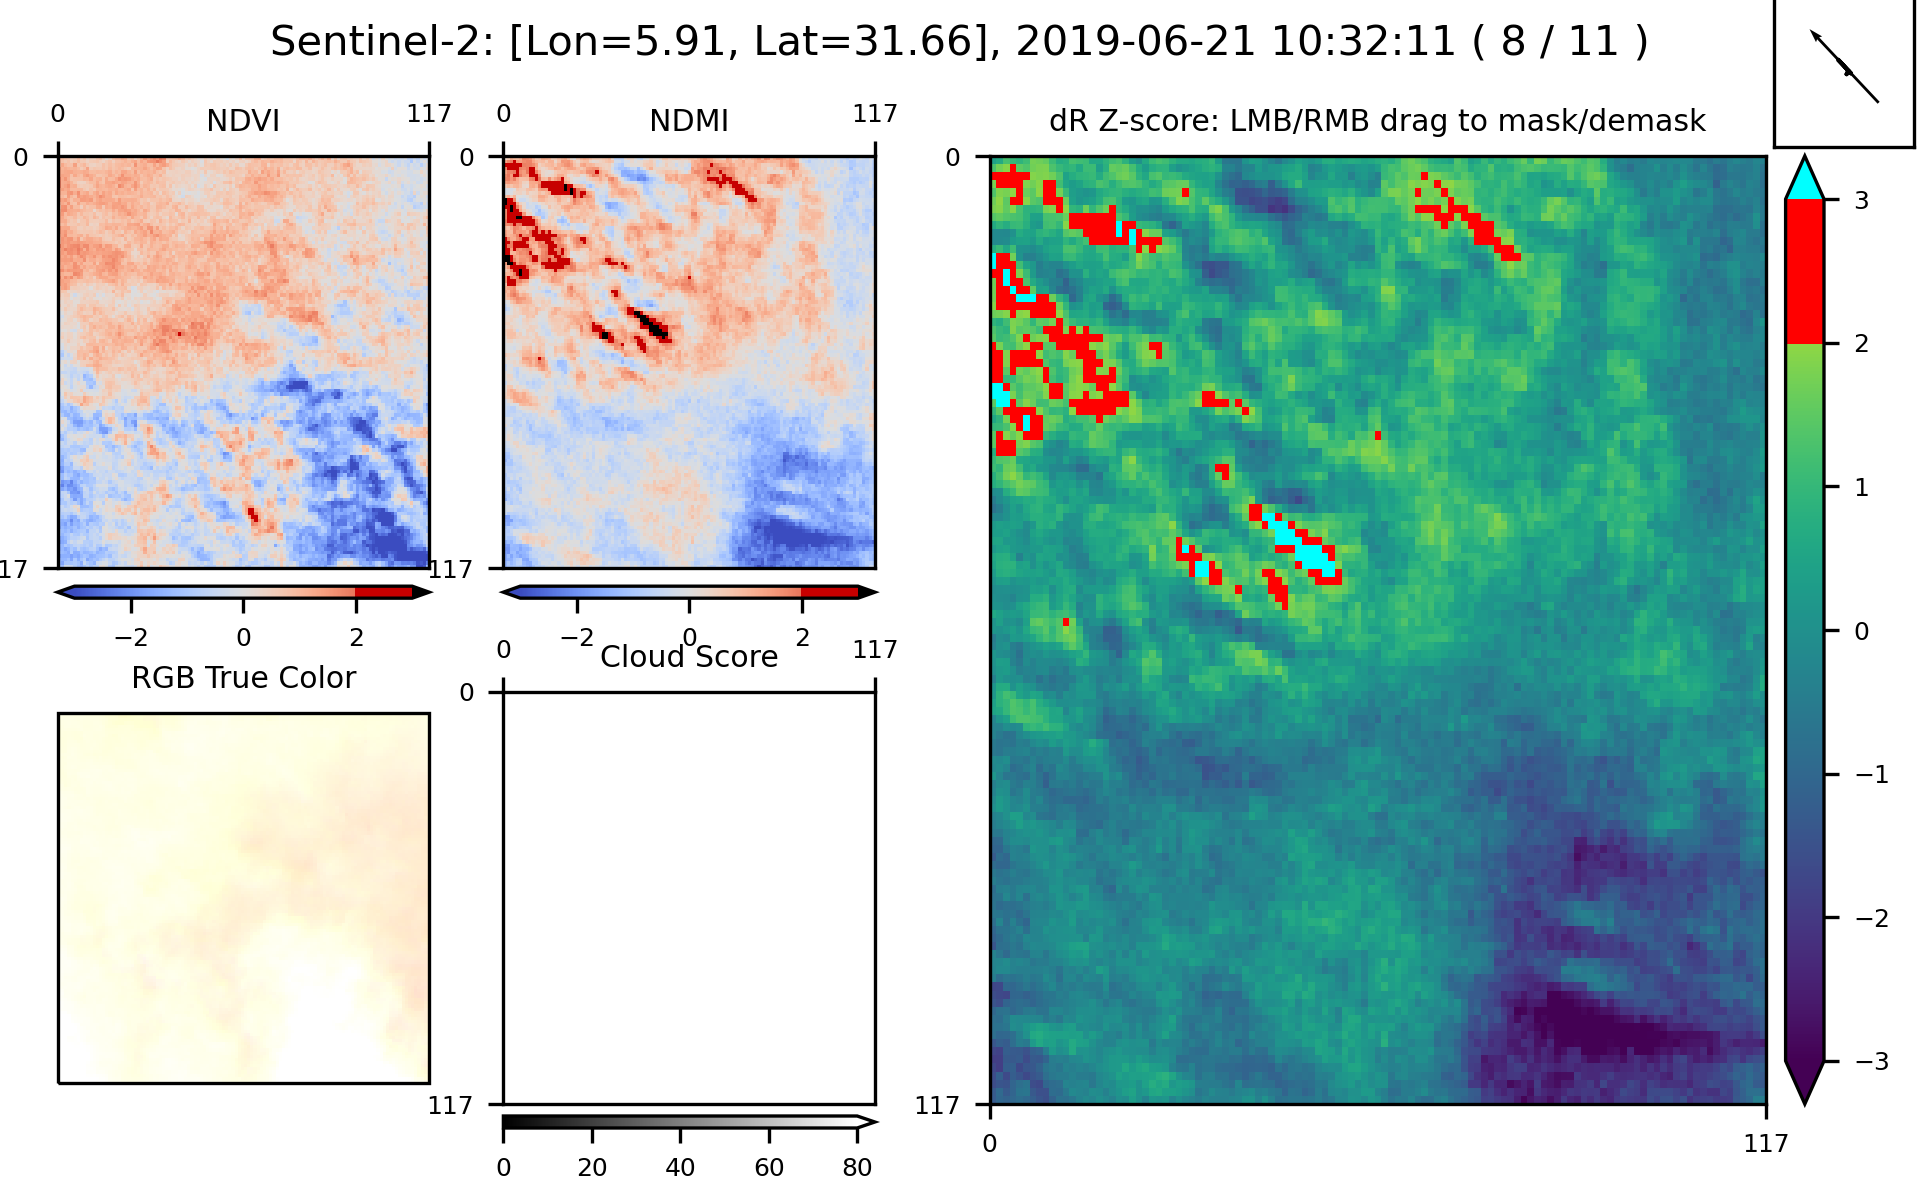 Sentinel-2: [Lon=5.91, Lat=31.66], 2019-06-21 10:32:11 ( 8 / 11 )
0 NDVI 117
0
17
−2 0 2
0 NDMI 117
0
117
−2 0 2
dR Z-score: LMB/RMB drag to mask/demask
0
117
0 117
3
2
1
0
−1
−2
−3
RGB True Color
0 Cloud Score 117
0
117
0 20 40 60 80